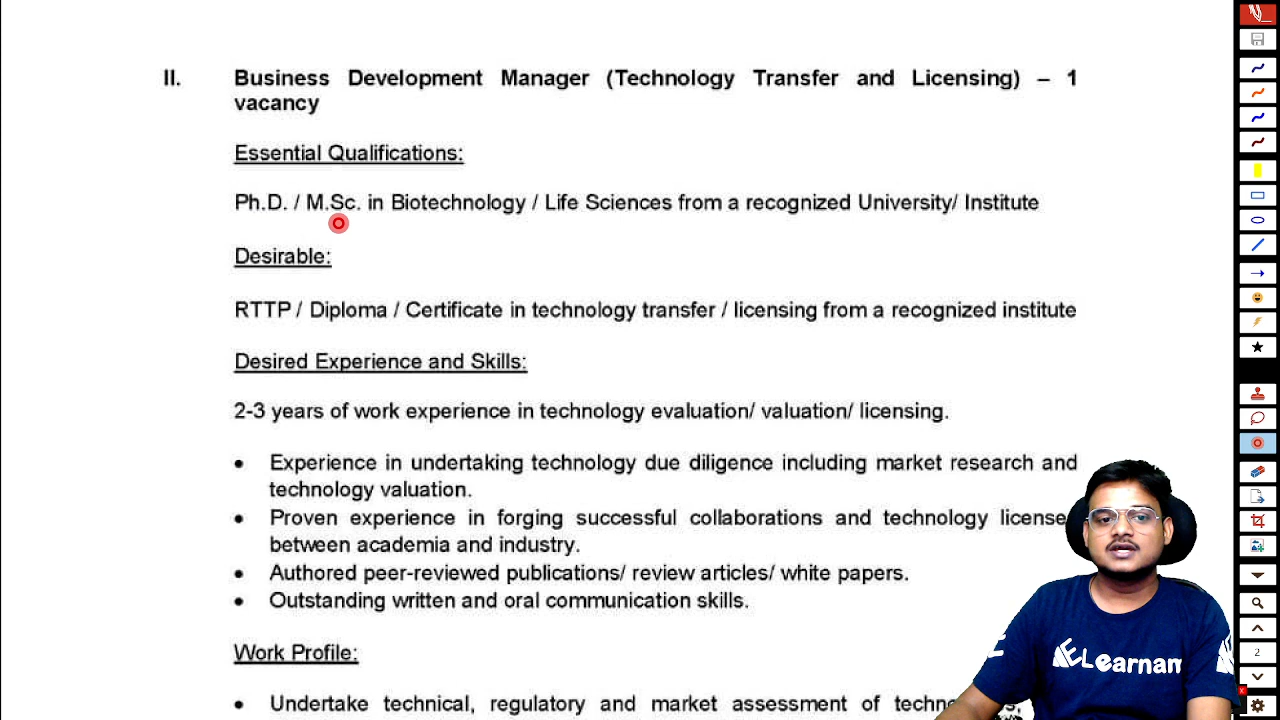 II. Business Development Manager (Technology Transfer and Licensing) – 1
vacancy
Essential Qualifications:
Ph.D. / M.Sc. in Biotechnology / Life Sciences from a recognized University/ Institute
Desirable:
RTTP / Diploma / Certificate in technology transfer / licensing from a recognized institute
Desired Experience and Skills:
2-3 years of work experience in technology evaluation/ valuation/ licensing.
• Experience in undertaking technology due diligence including market research and
technology valuation.
• Proven experience in forging successful collaborations and technology license
between academia and industry.
• Authored peer-reviewed publications/ review articles/ white papers.
• Outstanding written and oral communication skills.
Work Profile:
• Undertake technical, regulatory and market assessment of
ELearnam
2